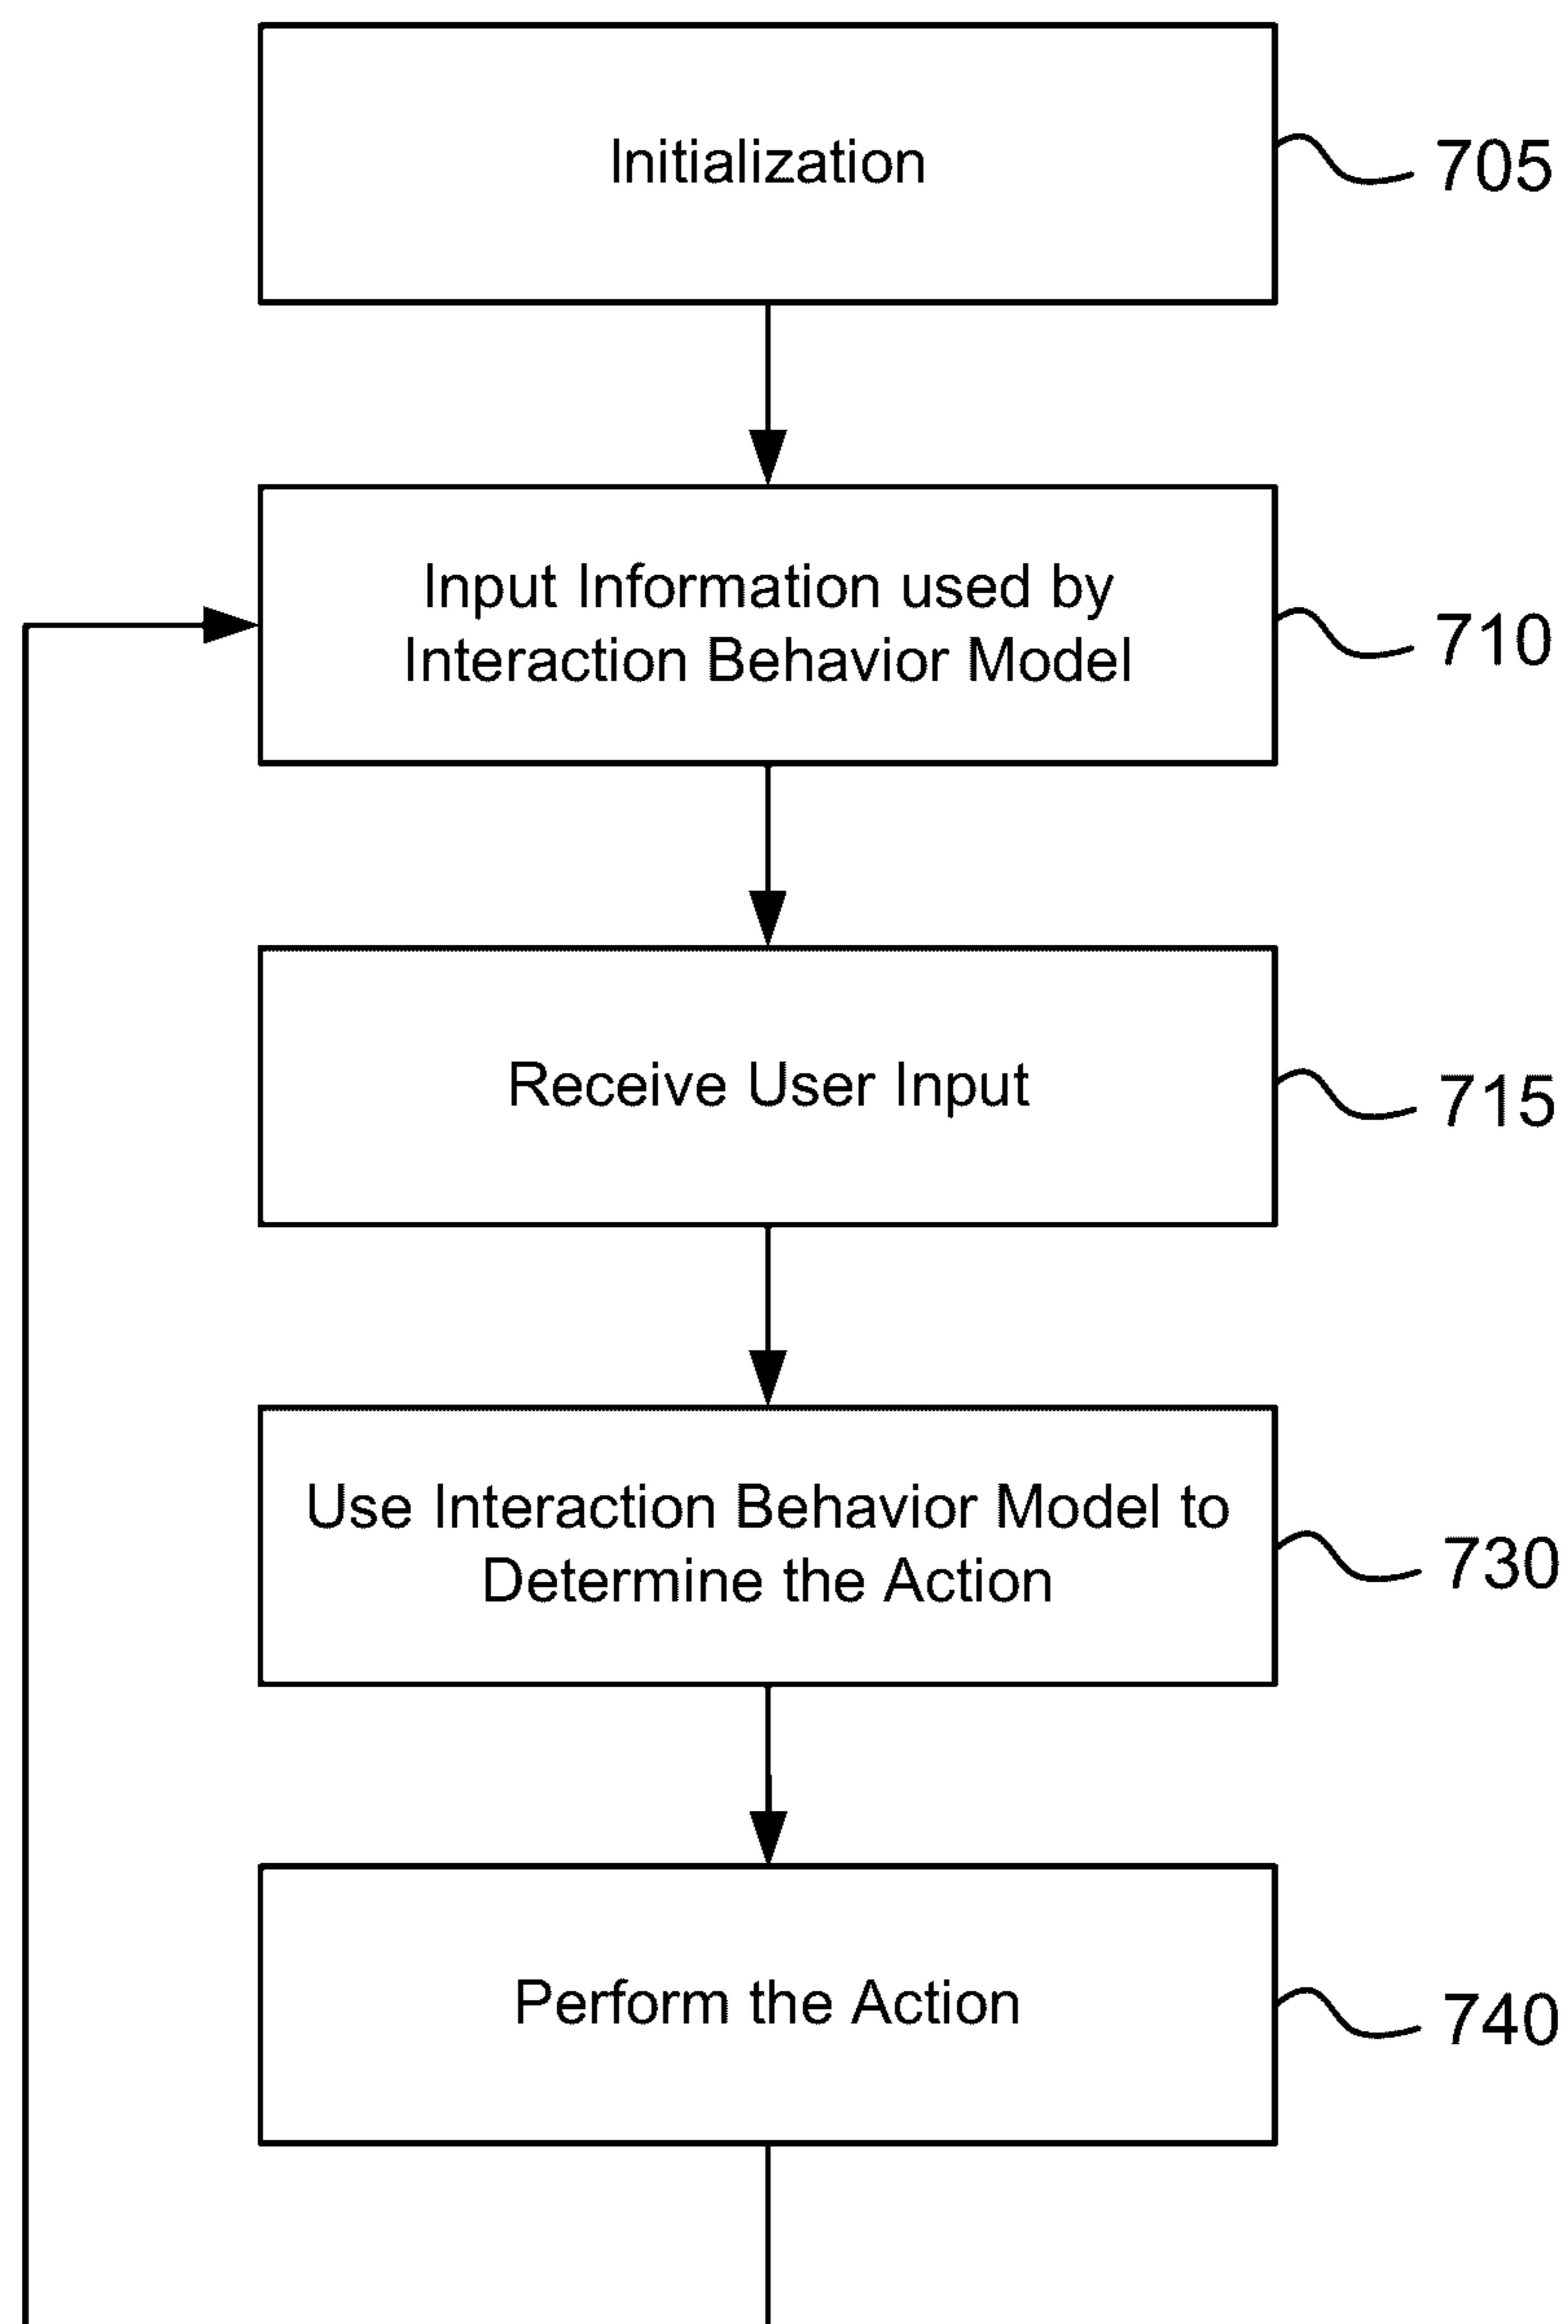 Initialization
705
Input Information used by
Interaction Behavior Model
710
Receive User Input
715
Use Interaction Behavior Model to
Determine the Action
730
Perform the Action
740